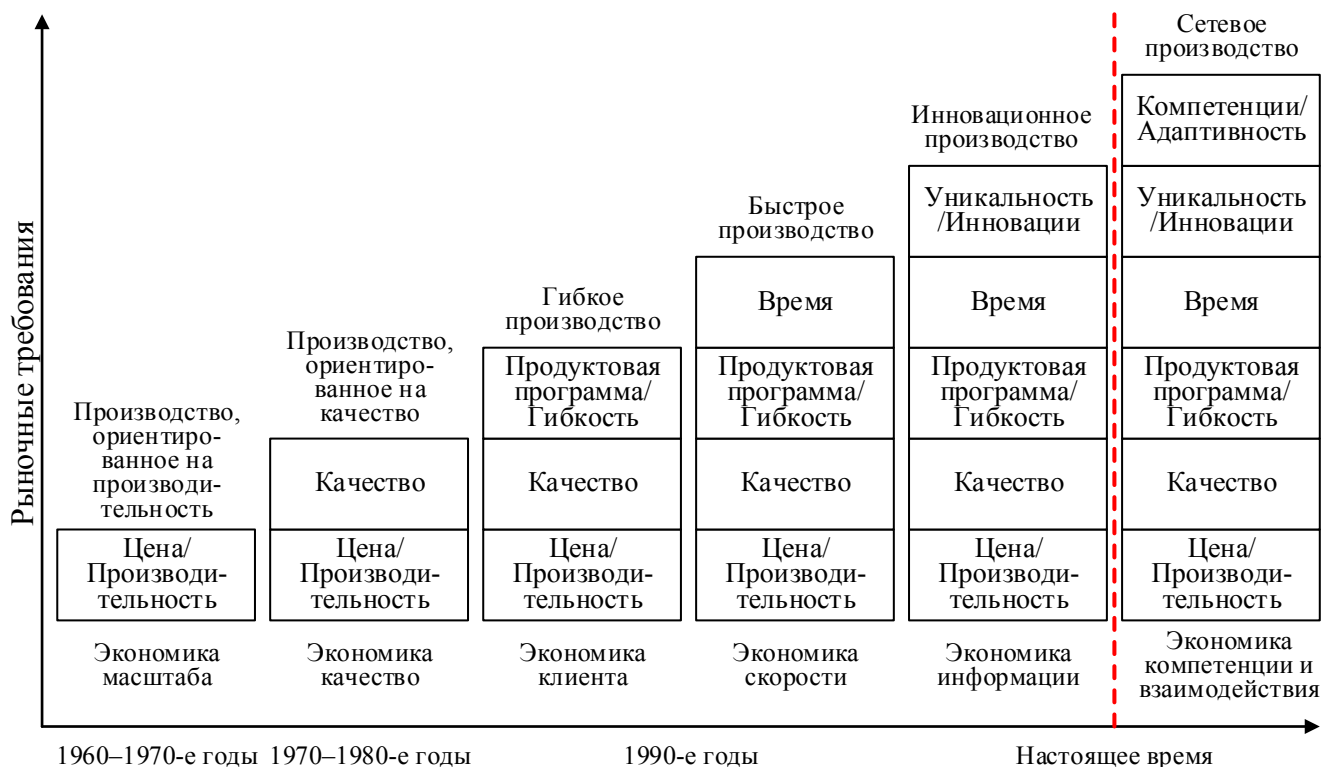 Рыночные требования
Производство,
ориентиро-
ванное на
производи-
тельность
Цена/
Производи-
тельность
Экономика
масштаба
Производство,
ориентиро-
ванное на
качество
Качество
Цена/
Производи-
тельность
Экономика
качество
Гибкое
производство
Продуктовая
программа/
Гибкость
Качество
Цена/
Производи-
тельность
Экономика
клиента
Быстрое
производство
Время
Продуктовая
программа/
Гибкость
Качество
Цена/
Производи-
тельность
Экономика
скорости
Инновационное
производство
Уникальность
/Инновации
Время
Продуктовая
программа/
Гибкость
Качество
Цена/
Производи-
тельность
Экономика
информации
Сетевое
производство
Компетенции/
Адаптивность
Уникальность
/Инновации
Время
Продуктовая
программа/
Гибкость
Качество
Цена/
Производи-
тельность
Экономика
компетенции и
взаимодействия
1960–1970-е годы
1970–1980-е годы
1990-е годы
Настоящее время